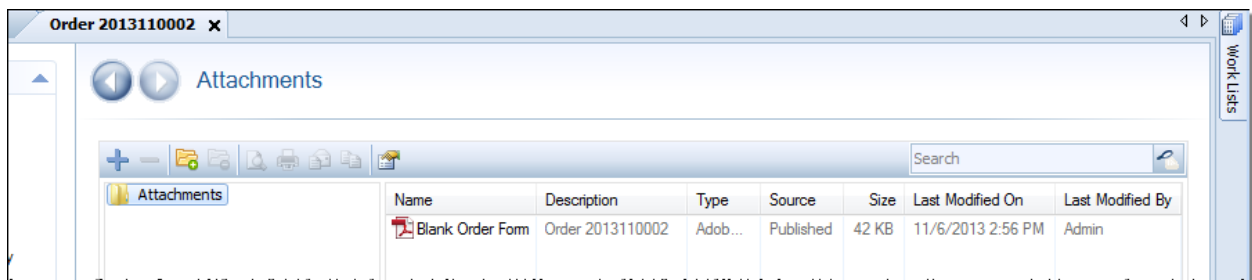 Order 2013110002 x
Work Lists
Attachments
Search
Attachments
Name Description Type Source Size Last Modified On Last Modified By
Blank Order Form Order 2013110002 Adob... Published 42 KB 11/6/2013 2:56 PM Admin
y